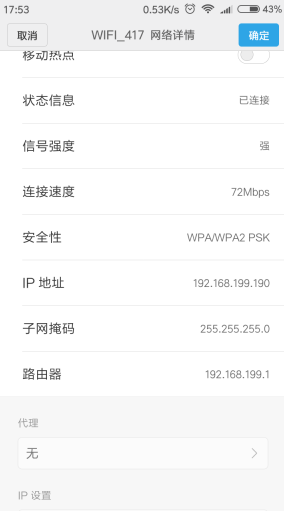 17:53 0.53K/s 43%
取消 WIFI_417 网络详情 确定
移动热点
状态信息 已连接
信号强度 强
连接速度 72Mbps
安全性 WPA/WPA2 PSK
IP 地址 192.168.199.190
子网掩码 255.255.255.0
路由器 192.168.199.1
代理
无
IP 设置